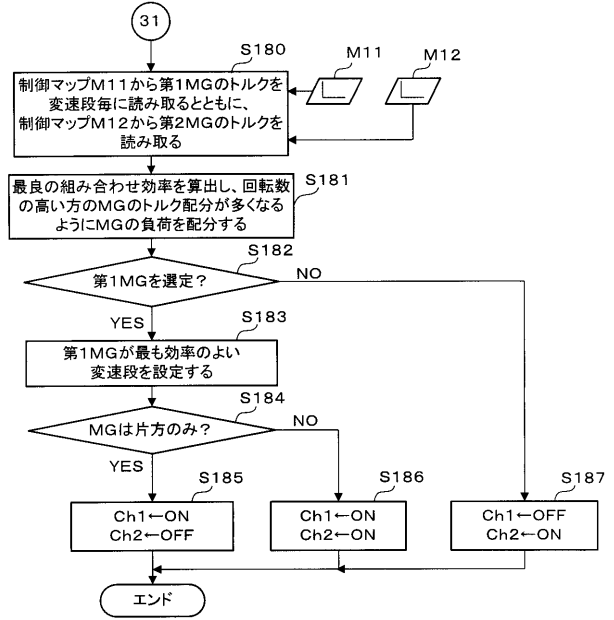 31
S180
M11
M12
制御マップM11から第1MGのトルクを
変速段毎に読み取るとともに、
制御マップM12から第2MGのトルクを
読み取る
S181
最良の組み合わせ効率を算出し、回転数
の高い方のMGのトルク配分が多くなる
ようにMGの負荷を配分する
S182
第1MGを選定?
NO
YES
S183
第1MGが最も効率のよい
変速段を設定する
S184
MGは片方のみ?
NO
YES
S185
S186
S187
Ch1←ON
Ch2←OFF
Ch1←ON
Ch2←ON
Ch1←OFF
Ch2←ON
エンド